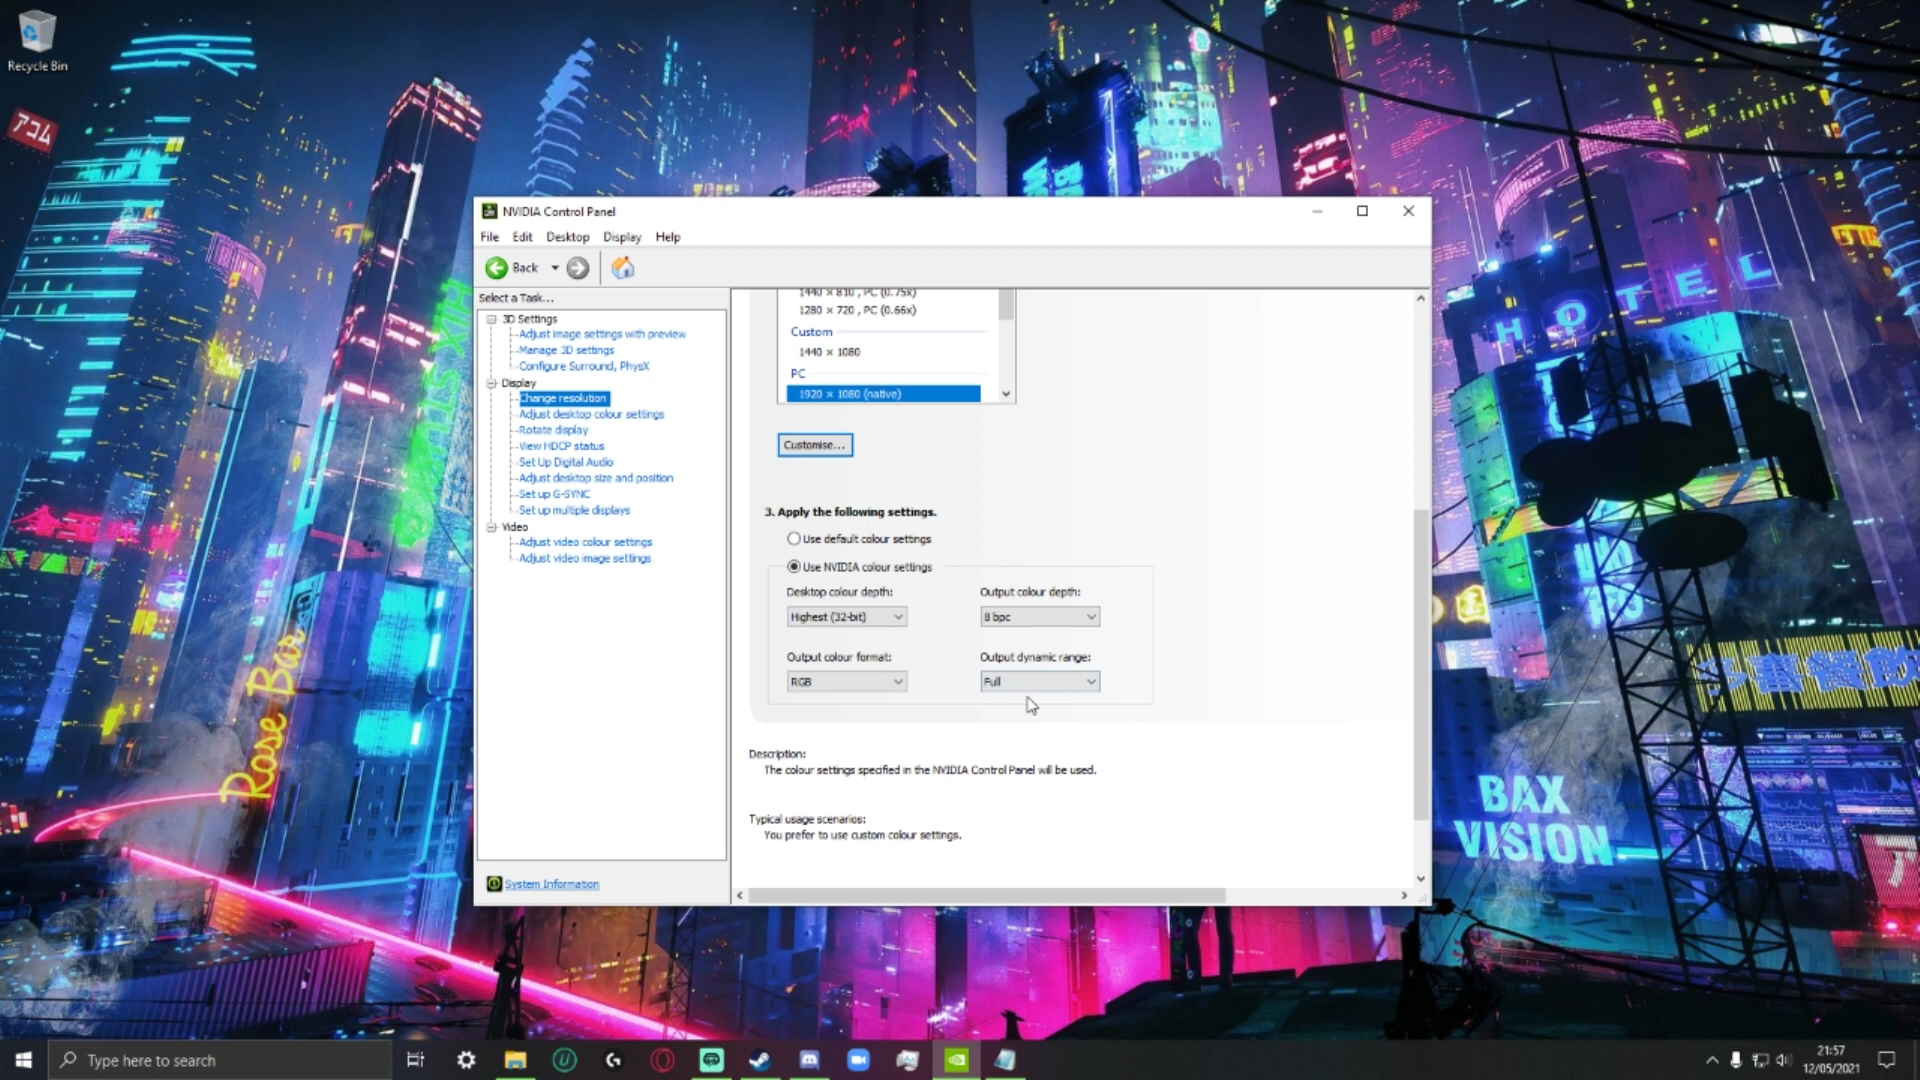 Recycle Bin
アコム
Rose Bar
HOTEL
BAX
VISION
NVIDIA Control Panel
File Edit Desktop Display Help
Back
Select a Task...
3D Settings
Adjust image settings with preview
Manage 3D settings
Configure Surround, PhysX
Display
Change resolution
Adjust desktop colour settings
Rotate display
View HDCP status
Set Up Digital Audio
Adjust desktop size and position
Set up G-SYNC
Set up multiple displays
Video
Adjust video colour settings
Adjust video image settings
System Information
1440 × 810 , PC (0.75x)
1280 × 720 , PC (0.66x)
Custom
1440 × 1080
PC
1920 × 1080 (native)
Customise...
3. Apply the following settings.
Use default colour settings
Use NVIDIA colour settings
Desktop colour depth: Output colour depth:
Highest (32-bit) 8 bpc
Output colour format: Output dynamic range:
RGB Full
Description:
The colour settings specified in the NVIDIA Control Panel will be used.
Typical usage scenarios:
You prefer to use custom colour settings.
Type here to search
21:57
12/05/2021